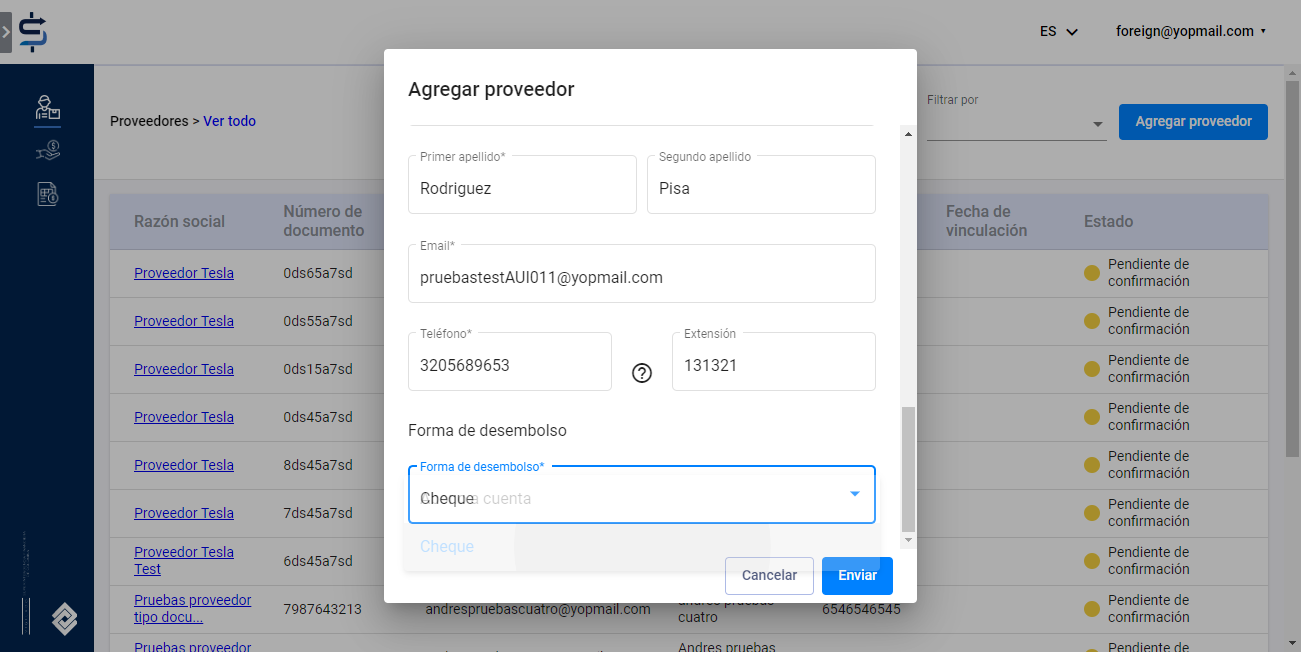 ES
foreign@yopmail.com
Proveedores > Ver todo
Filtrar por
Agregar proveedor
Agregar proveedor
Primer apellido*
Rodriguez
Segundo apellido
Pisa
Email*
pruebastestAUI011@yopmail.com
Teléfono*
3205689653
Extensión
131321
Forma de desembolso
Forma de desembolso*
Cheque
a cuenta
Cheque
Cancelar
Enviar
Razón social
Número de
documento
Fecha de
vinculación
Estado
Proveedor Tesla
0ds65a7sd
Pendiente de
confirmación
Proveedor Tesla
0ds55a7sd
Pendiente de
confirmación
Proveedor Tesla
0ds15a7sd
Pendiente de
confirmación
Proveedor Tesla
0ds45a7sd
Pendiente de
confirmación
Proveedor Tesla
8ds45a7sd
Pendiente de
confirmación
Proveedor Tesla
7ds45a7sd
Pendiente de
confirmación
Proveedor Tesla
Test
6ds45a7sd
Pendiente de
confirmación
Pruebas proveedor
tipo docu...
7987643213
andrespruebascuatro@yopmail.com
andres pruebas
cuatro
6546546545
Pendiente de
confirmación
Pruebas proveedor
Andres pruebas
Pendiente de